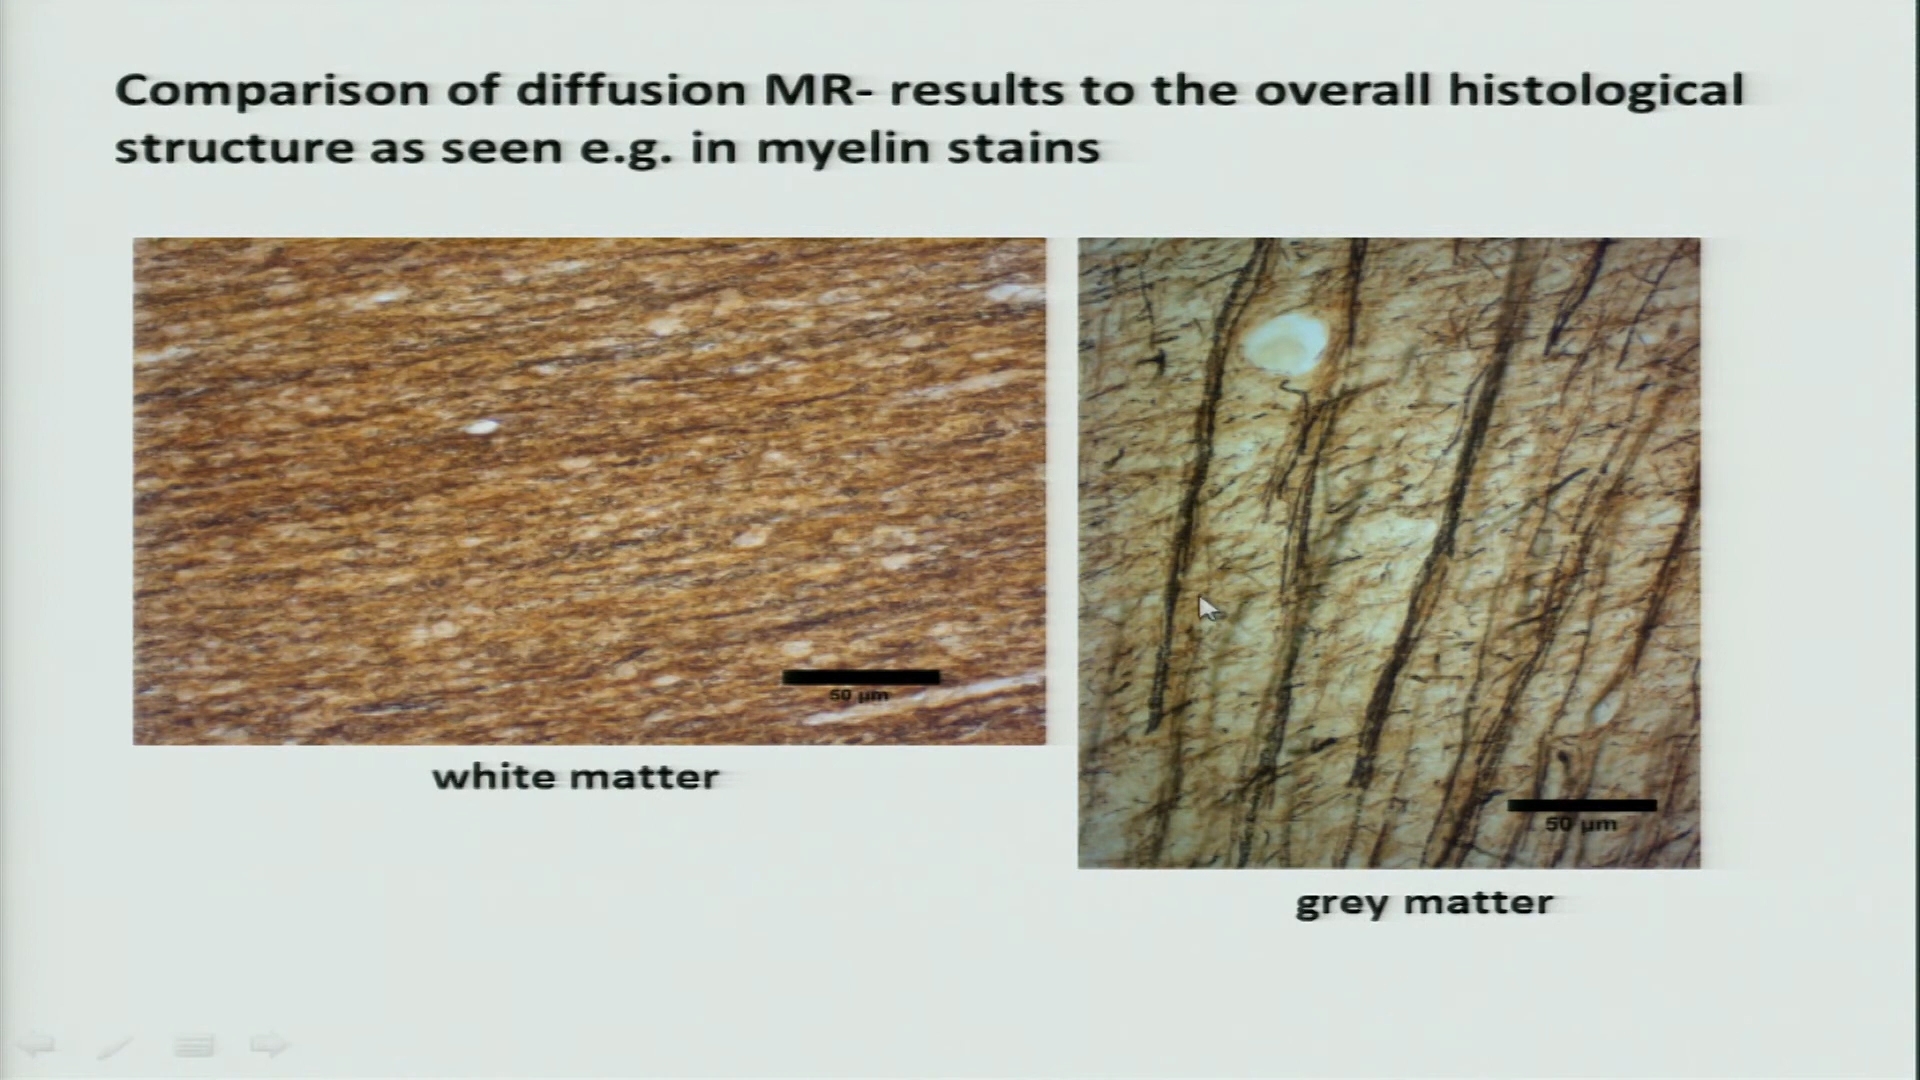 Comparison of diffusion MR- results to the overall histological
structure as seen e.g. in myelin stains
50 µm
white matter
50 µm
grey matter